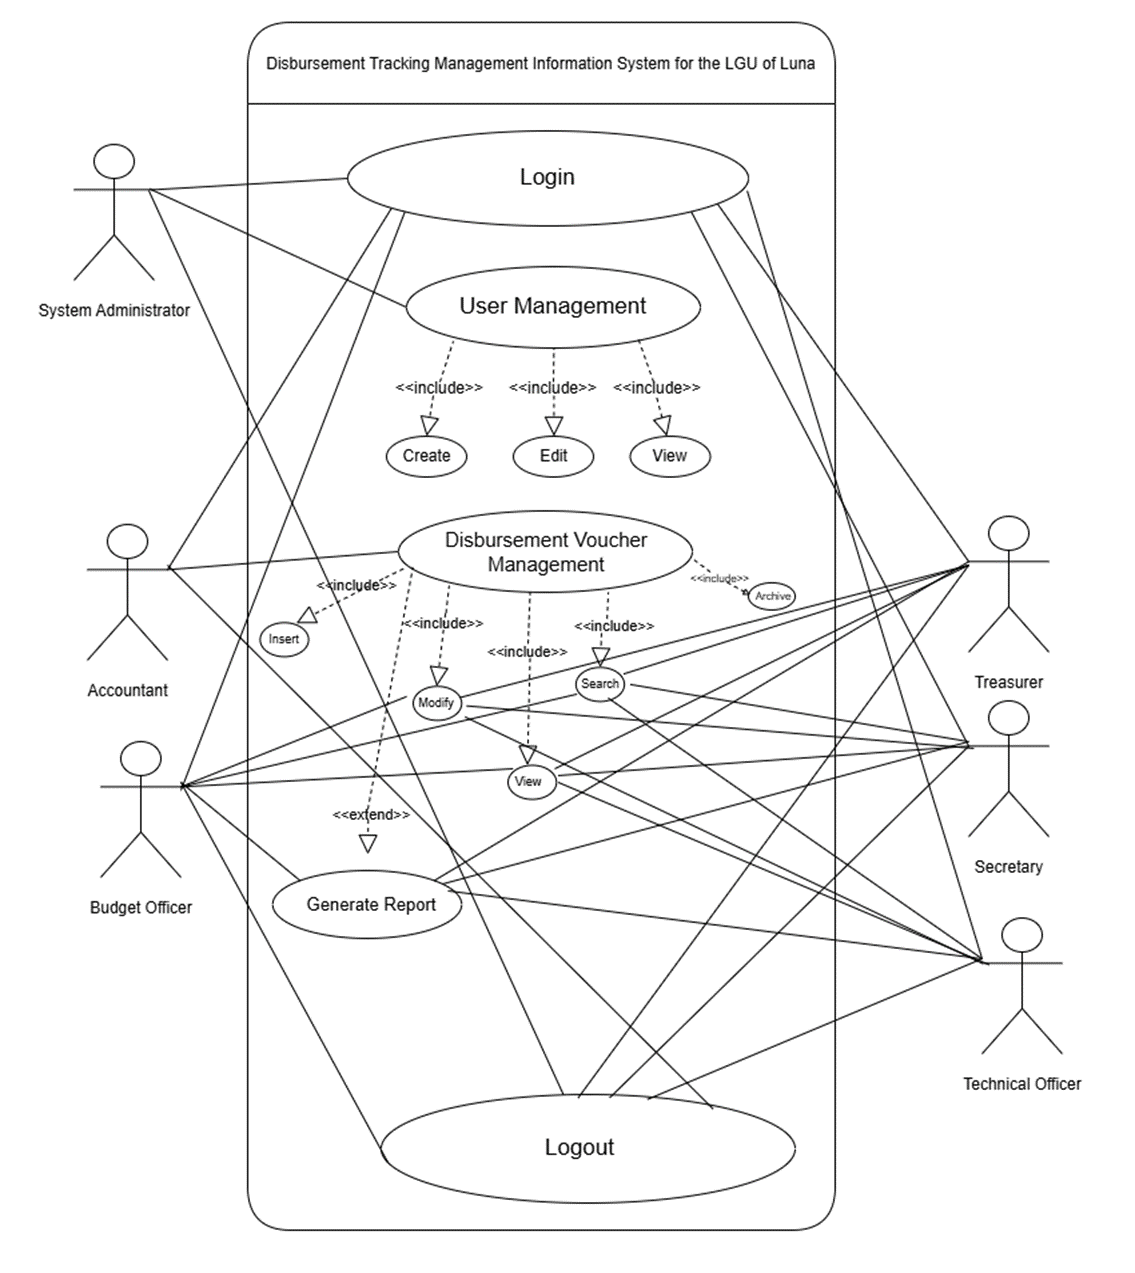 Disbursement Tracking Management Information System for the LGU of Luna
Login
System Administrator
User Management
<<include>>
<<include>>
<<include>>
Create
Edit
View
Disbursement Voucher
Management
<<include>>
<<include>>
Archive
Insert
<<include>>
<<include>>
<<include>>
Accountant
Treasurer
Search
Modify
View
<<extend>>
Secretary
Budget Officer
Generate Report
Technical Officer
Logout